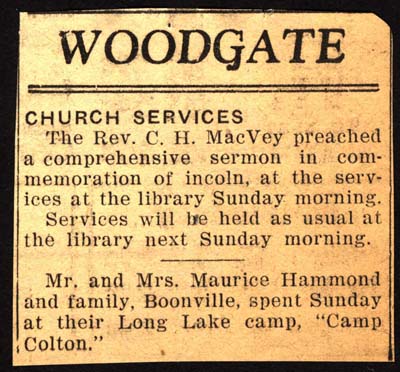 WOODGATE
CHURCH SERVICES
The Rev. C. H. MacVey preached
a comprehensive sermon in com-
memoration of incoln, at the serv-
ices at the library Sunday morning.
Services will be held as usual at
the library next Sunday morning.
Mr. and Mrs. Maurice Hammond
and family, Boonville, spent Sunday
at their Long Lake camp, "Camp
Colton."